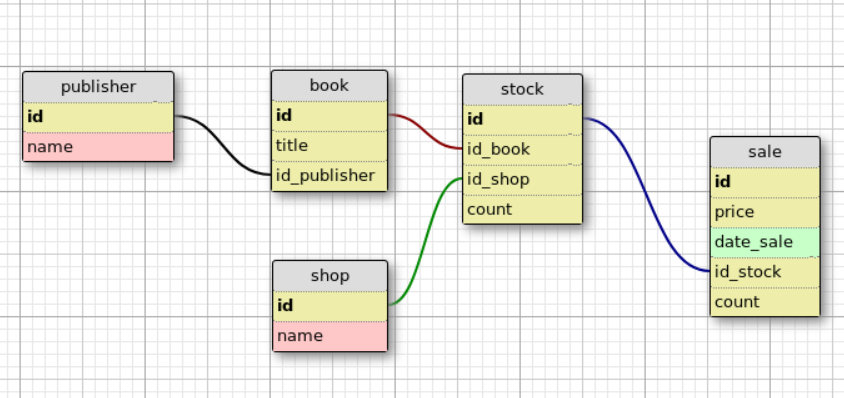 publisher
id
name
book
id
title
id_publisher
shop
id
name
stock
id
id_book
id_shop
count
sale
id
price
date_sale
id_stock
count